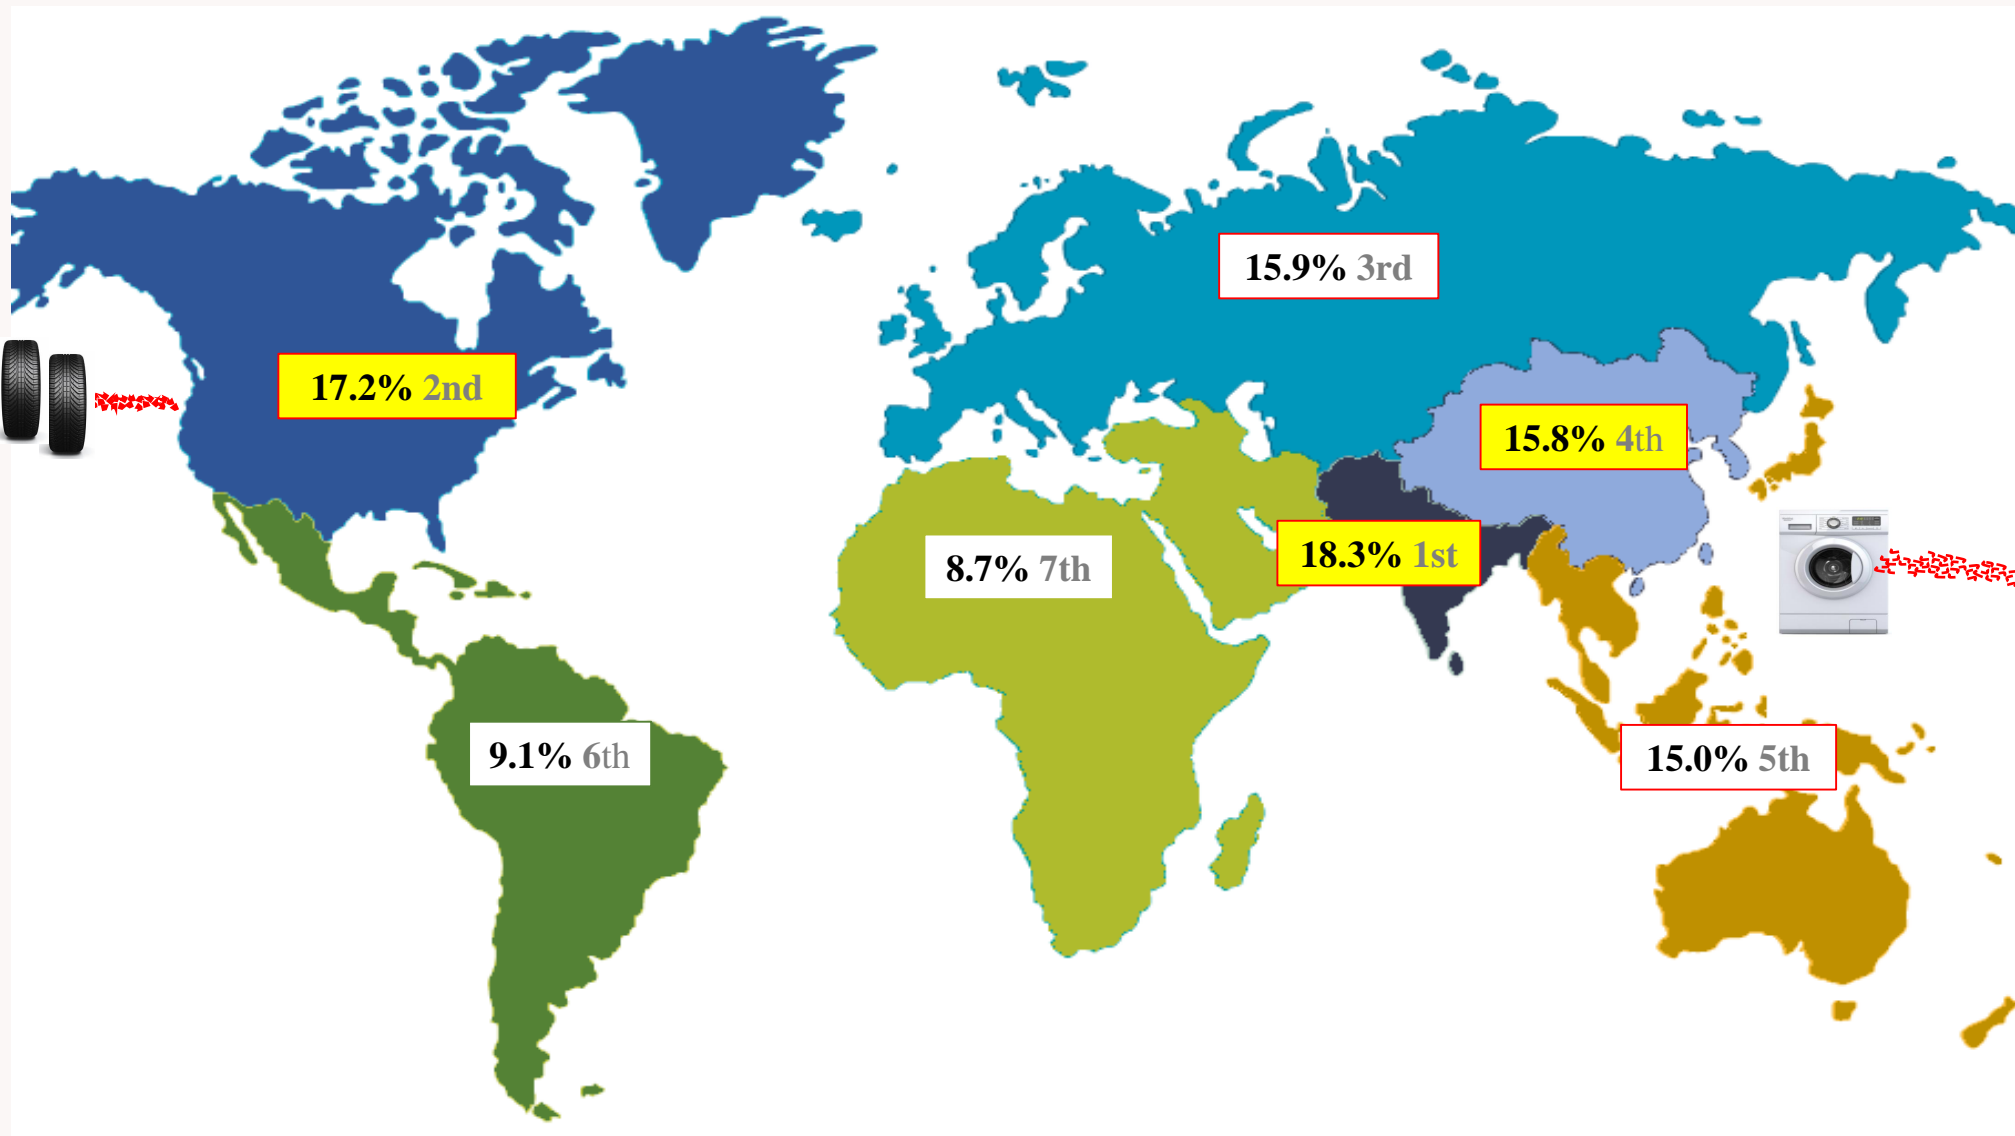 15.9% 3rd
17.2% 2nd
15.8% 4th
18.3% 1st
8.7% 7th
9.1% 6th
15.0% 5th